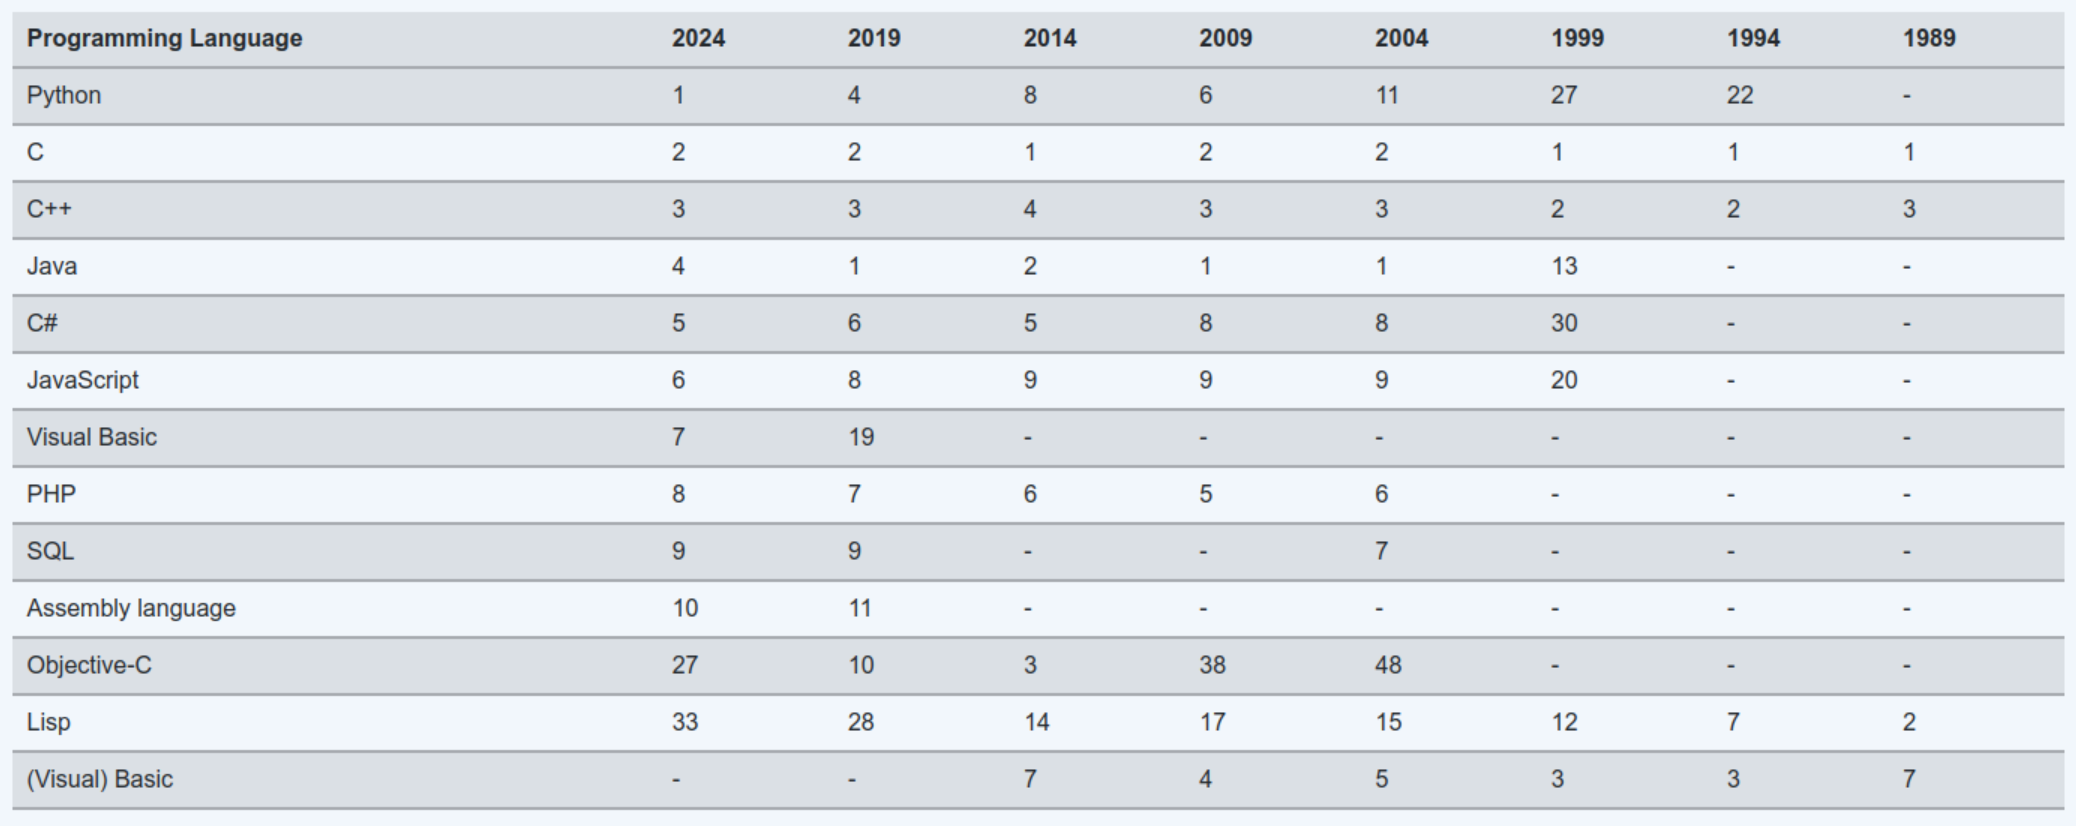 Programming Language 2024 2019 2014 2009 2004 1999 1994 1989
Python 1 4 8 6 11 27 22 -
C 2 2 1 2 2 1 1 1
C++ 3 3 4 3 3 2 2 3
Java 4 1 2 1 1 13 - -
C# 5 6 5 8 8 30 - -
JavaScript 6 8 9 9 9 20 - -
Visual Basic 7 19 - - - - - -
PHP 8 7 6 5 6 - - -
SQL 9 9 - - 7 - - -
Assembly language 10 11 - - - - - -
Objective-C 27 10 3 38 48 - - -
Lisp 33 28 14 17 15 12 7 2
(Visual) Basic - - 7 4 5 3 3 7